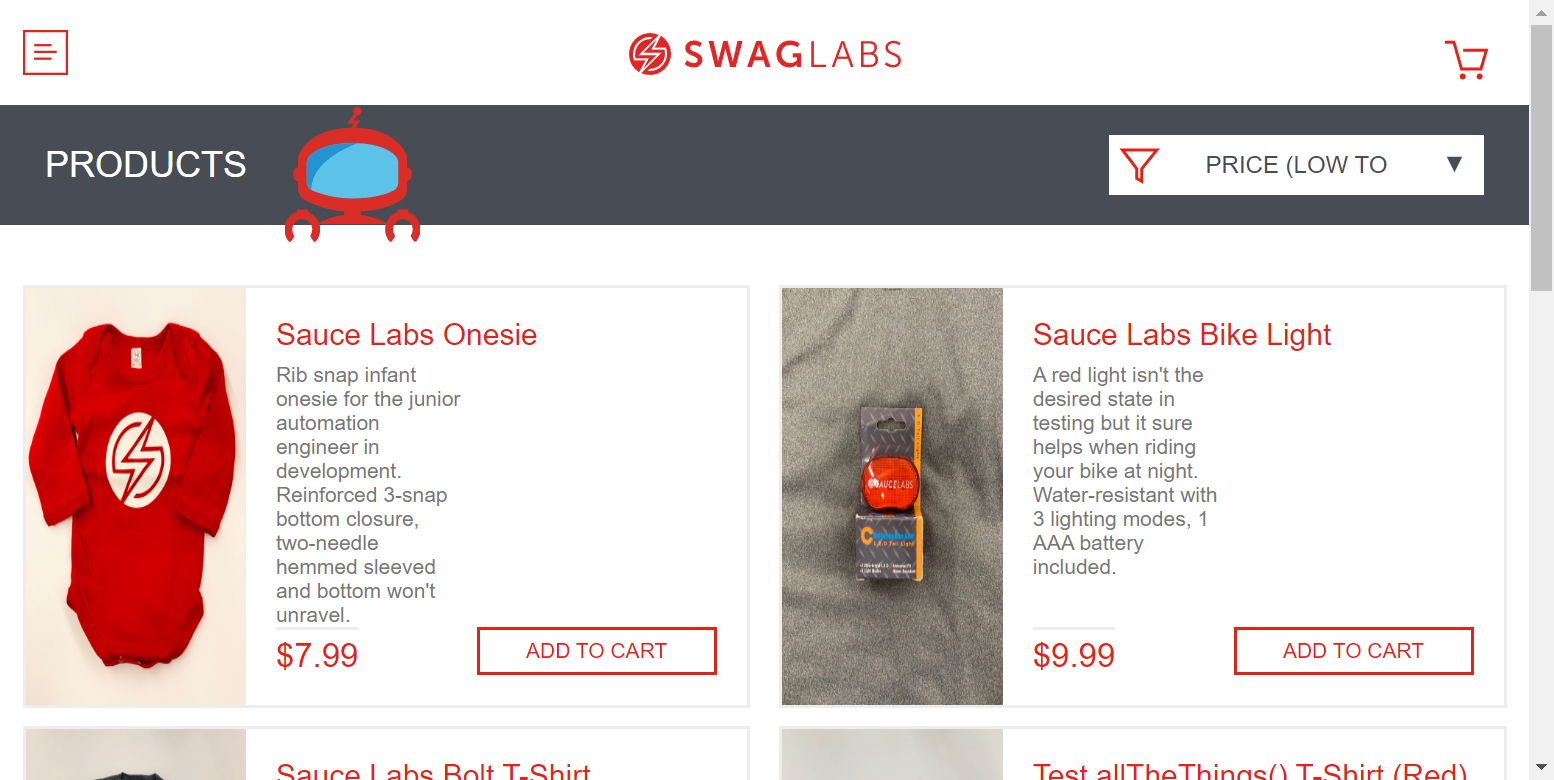 SWAGLABS
PRODUCTS
PRICE (LOW TO
Sauce Labs Onesie
Rib snap infant
onesie for the junior
automation
engineer in
development.
Reinforced 3-snap
bottom closure,
two-needle
hemmed sleeved
and bottom won't
unravel.
$7.99
ADD TO CART
SAUCELABS
Sauce Labs Bike Light
A red light isn't the
desired state in
testing but it sure
helps when riding
your bike at night.
Water-resistant with
3 lighting modes, 1
AAA battery
included.
$9.99
ADD TO CART
Sauce Labs Bolt T-Shirt
Test.allTheThings() T-Shirt (Red)